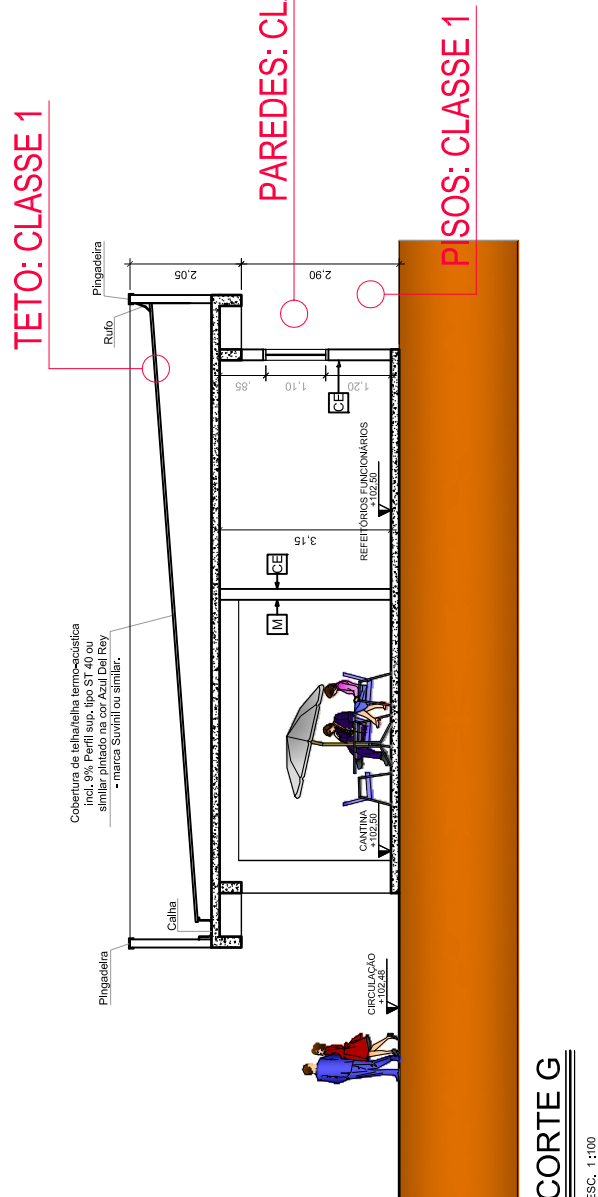 TETO: CLASSE 1
PAREDES: CL
PISOS: CLASSE 1
Pingadeira
Rufo
2,05
2,90
Cobertura de telha/telha termo-acústica
incl. 9% Perfil sup. tipo ST 40 ou
similar pintado na cor Azul Del Rey
- marca Suvinil ou similar.
,85
1,10
1,20
CE
REFEITÓRIOS FUNCIONÁRIOS
+102,50
3,15
CE
M
CANTINA
+102,50
Calha
Pingadeira
CIRCULAÇÃO
+102,48
CORTE G
ESC. 1:100